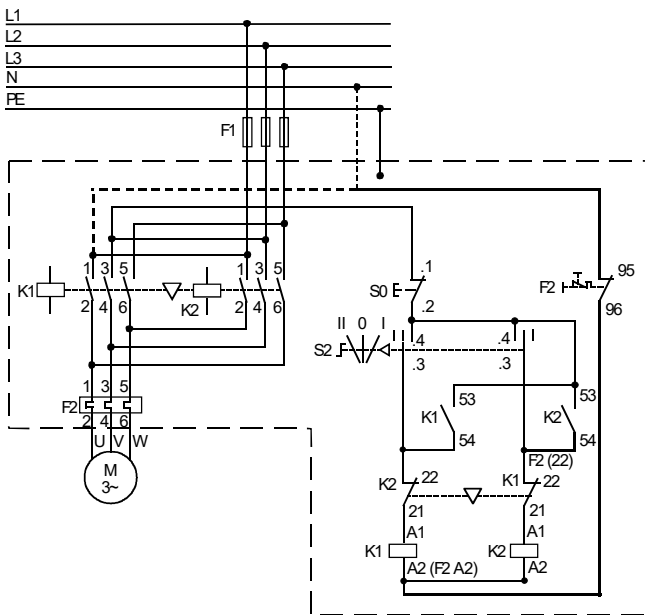 L1
L2
L3
N
PE
F1
1 3 5
1 3 5
K1
K2
2 4 6
2 4 6
.1
S0
.2
F2
95
96
II 0 I
S2
.4
.3
.4
.3
1 3 5
F2
2 4 6
U V W
M
3~
53
K1
54
53
K2
54
F2 (22)
K2
22
21
K1
22
21
A1
K1
A2 (F2 A2)
A1
K2
A2